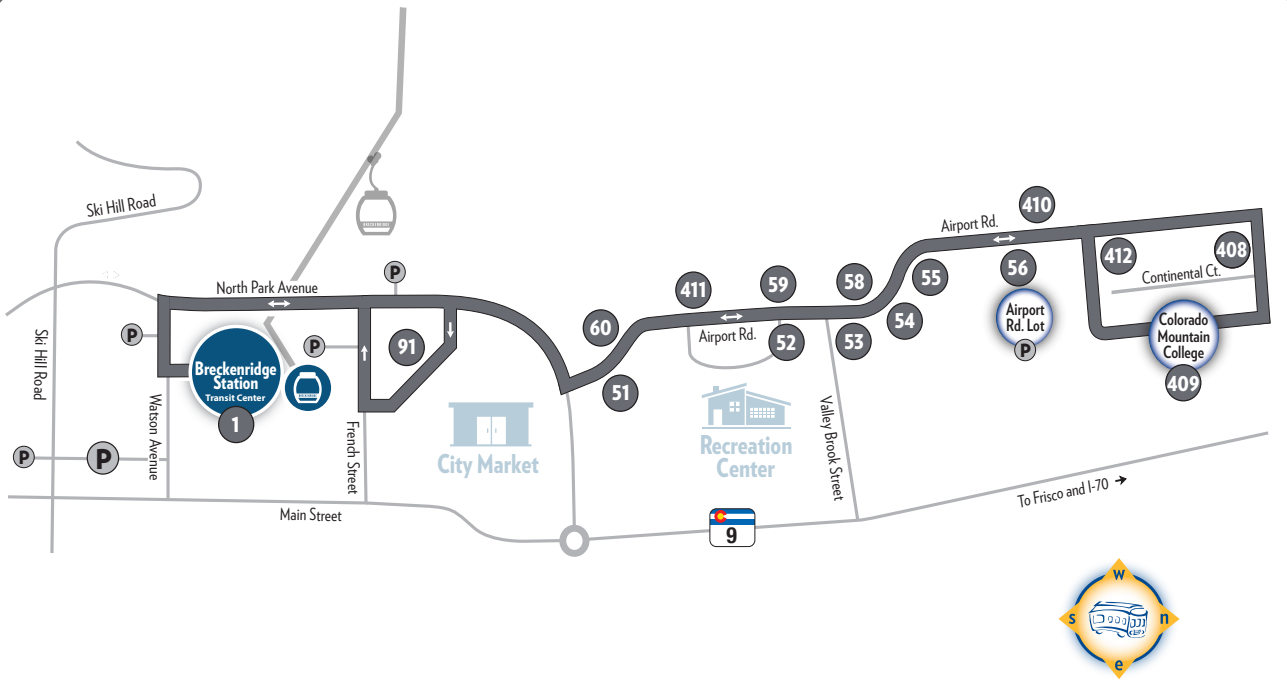 Ski Hill Road
410
Airport Rd.
412
408
Continental Ct.
56
55
58
59
411
North Park Avenue
P
Airport
Rd. Lot
P
Colorado
Mountain
College
409
54
53
52
Airport Rd.
60
51
91
P
P
Ski Hill Road
Breckenridge
Station
Transit Center
1
BRECKENRIDGE
Watson Avenue
French Street
City Market
Recreation
Center
Valley Brook Street
P
P
Main Street
9
To Frisco and I-70
w
s
n
e